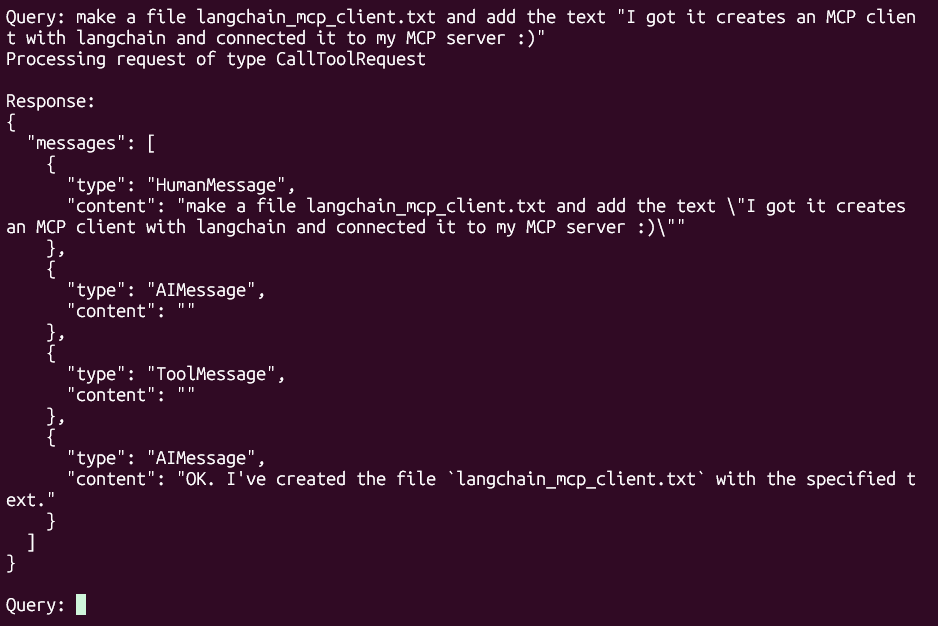 Query: make a file langchain_mcp_client.txt and add the text "I got it creates an MCP clien
t with langchain and connected it to my MCP server :)"
Processing request of type CallToolRequest

Response:
{
  "messages": [
    {
      "type": "HumanMessage",
      "content": "make a file langchain_mcp_client.txt and add the text \"I got it creates
an MCP client with langchain and connected it to my MCP server :)\""
    },
    {
      "type": "AIMessage",
      "content": ""
    },
    {
      "type": "ToolMessage",
      "content": ""
    },
    {
      "type": "AIMessage",
      "content": "OK. I've created the file `langchain_mcp_client.txt` with the specified t
ext."
    }
  ]
}

Query: